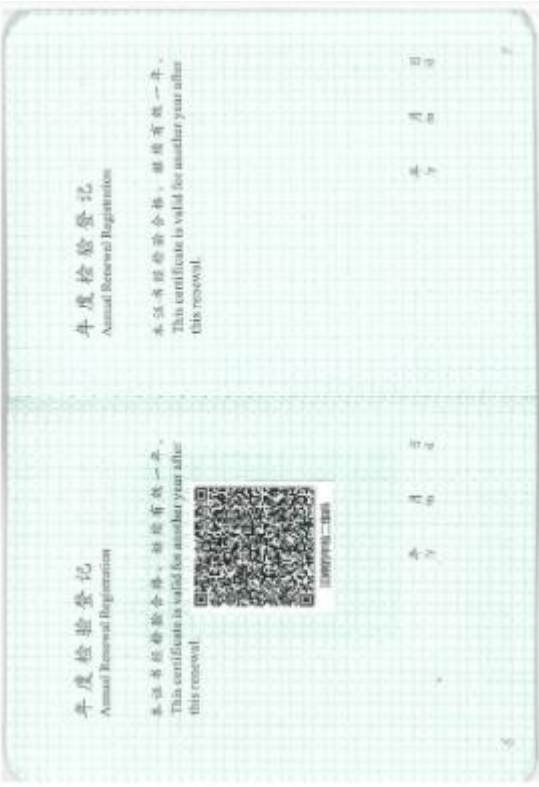 年度检验登记
Annual Renewal Registration
本证书经检验合格，继续有效一年。
This certificate is valid for another year after
this renewal.
年 月 日
y m d
6
年度检验登记
Annual Renewal Registration
本证书经检验合格，继续有效一年。
This certificate is valid for another year after
this renewal.
年 月 日
y m d
7